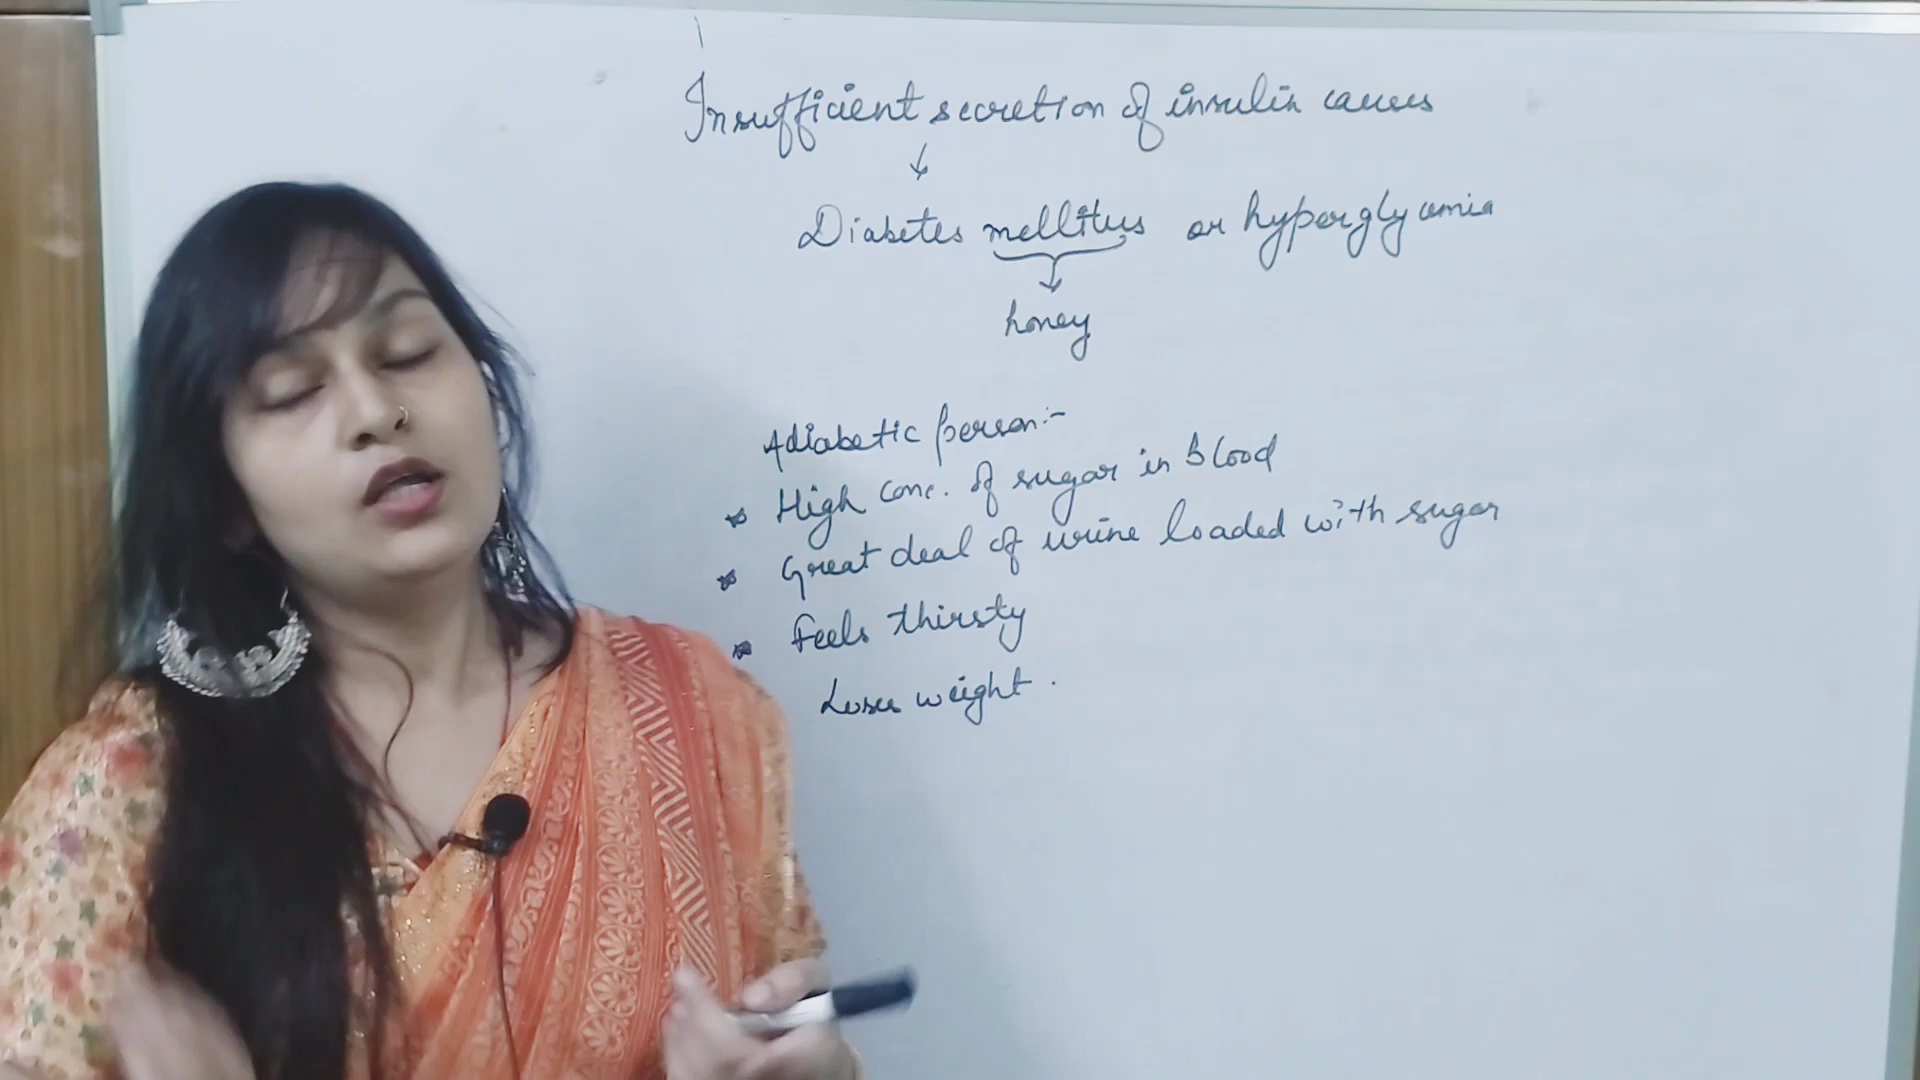 Insufficient secretion of insulin causes
↓
Diabetes mellitus or hyperglycemia
↓
honey
A diabetic person:-
* High conc. of sugar in blood
* Great deal of urine loaded with sugar
* Feels thirsty
Loses weight.